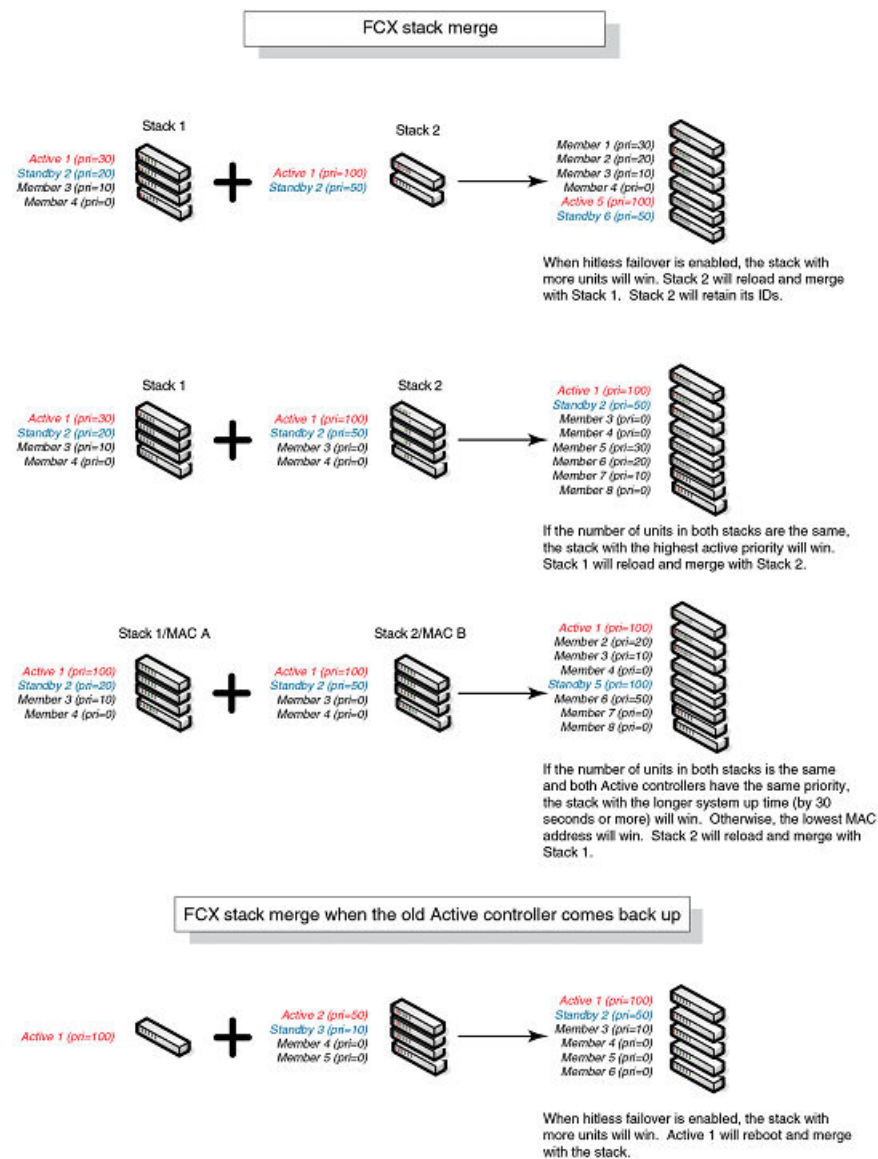 FCX stack merge
Stack 1
Active 1 (pri=30)
Standby 2 (pri=20)
Member 3 (pri=10)
Member 4 (pri=0)
Stack 2
Active 1 (pri=100)
Standby 2 (pri=50)
Member 1 (pri=30)
Member 2 (pri=20)
Member 3 (pri=10)
Member 4 (pri=0)
Active 5 (pri=100)
Standby 6 (pri=50)
When hitless failover is enabled, the stack with
more units will win. Stack 2 will reload and merge
with Stack 1. Stack 2 will retain its IDs.
Stack 1
Active 1 (pri=30)
Standby 2 (pri=20)
Member 3 (pri=10)
Member 4 (pri=0)
Stack 2
Active 1 (pri=100)
Standby 2 (pri=50)
Member 3 (pri=0)
Member 4 (pri=0)
Active 1 (pri=100)
Standby 2 (pri=50)
Member 3 (pri=0)
Member 4 (pri=0)
Member 5 (pri=30)
Member 6 (pri=20)
Member 7 (pri=10)
Member 8 (pri=0)
If the number of units in both stacks are the same,
the stack with the highest active priority will win.
Stack 1 will reload and merge with Stack 2.
Stack 1/MAC A
Active 1 (pri=100)
Standby 2 (pri=20)
Member 3 (pri=10)
Member 4 (pri=0)
Stack 2/MAC B
Active 1 (pri=100)
Standby 2 (pri=50)
Member 3 (pri=0)
Member 4 (pri=0)
Active 1 (pri=100)
Member 2 (pri=20)
Member 3 (pri=10)
Member 4 (pri=0)
Standby 5 (pri=100)
Member 6 (pri=50)
Member 7 (pri=0)
Member 8 (pri=0)
If the number of units in both stacks is the same
and both Active controllers have the same priority,
the stack with the longer system up time (by 30
seconds or more) will win. Otherwise, the lowest MAC
address will win. Stack 2 will reload and merge with
Stack 1.
FCX stack merge when the old Active controller comes back up
Active 1 (pri=100)
Active 2 (pri=50)
Standby 3 (pri=10)
Member 4 (pri=0)
Member 5 (pri=0)
Active 1 (pri=100)
Standby 2 (pri=50)
Member 3 (pri=10)
Member 4 (pri=0)
Member 5 (pri=0)
Member 6 (pri=0)
When hitless failover is enabled, the stack with
more units will win. Active 1 will reboot and merge
with the stack.